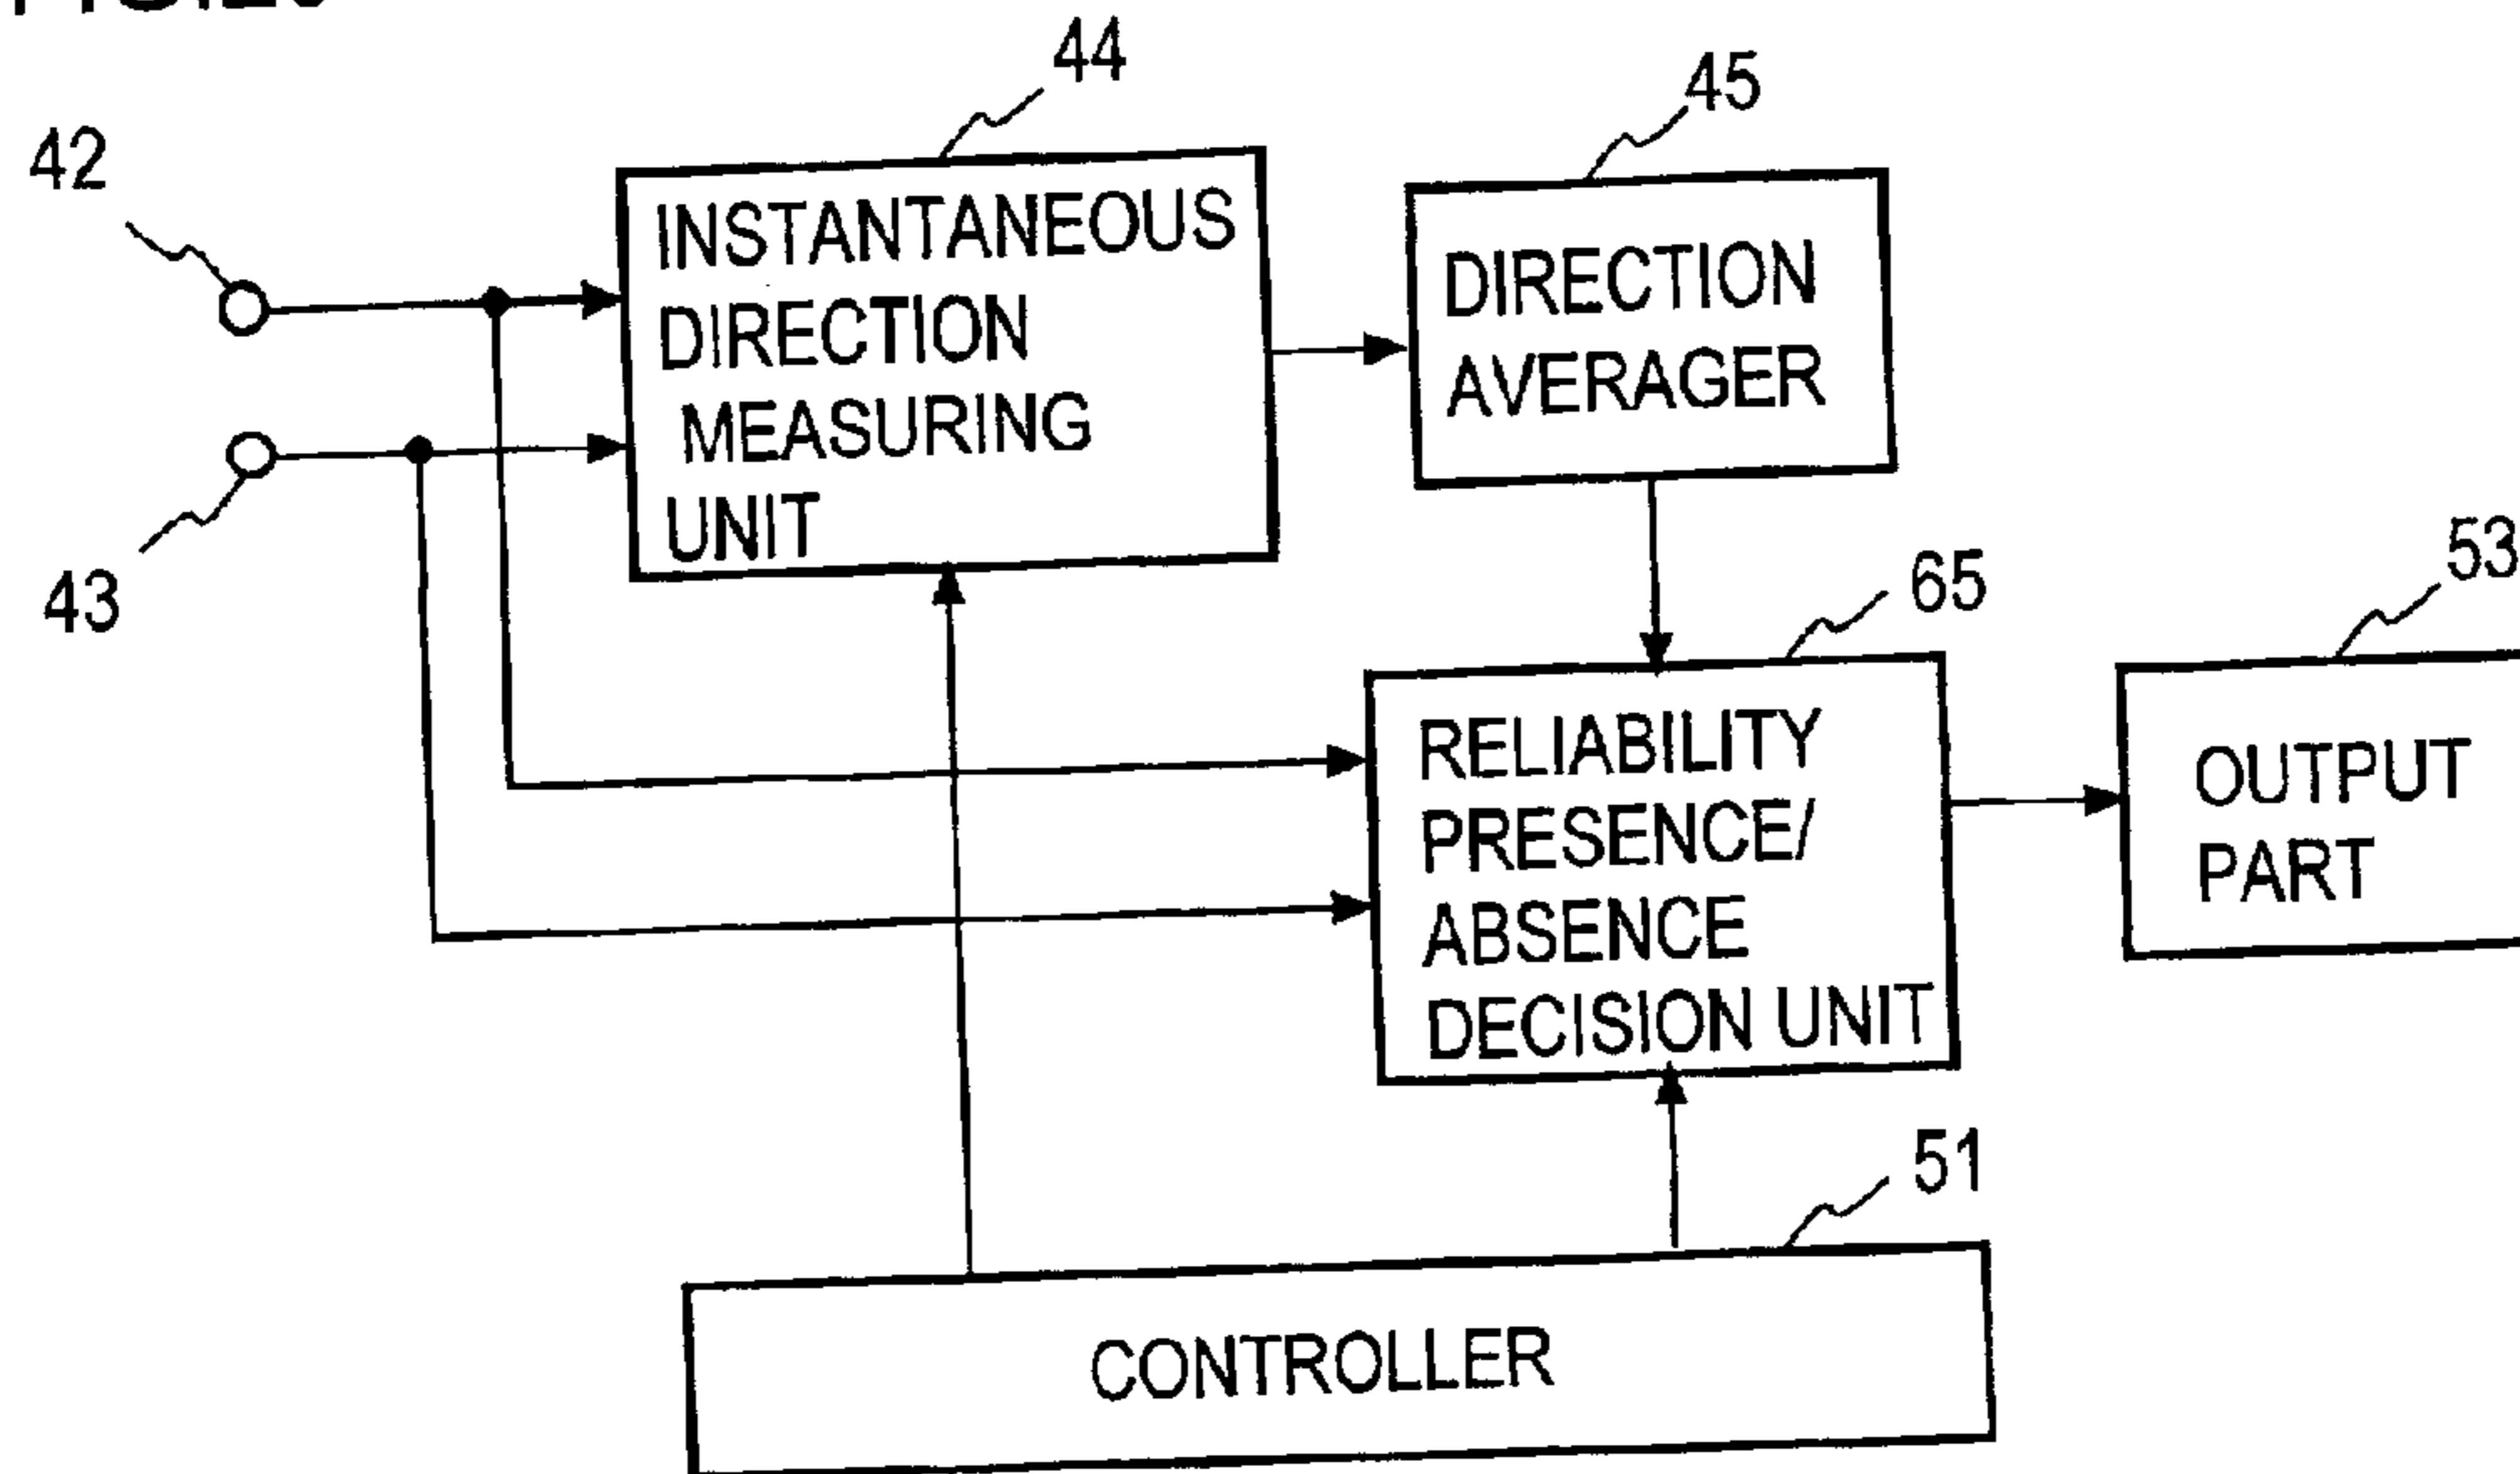 44
45
42
INSTANTANEOUS
DIRECTION
MEASURING
UNIT
DIRECTION
AVERAGER
43
65
53
RELIABILITY
PRESENCE/
ABSENCE
DECISION UNIT
OUTPUT
PART
51
CONTROLLER